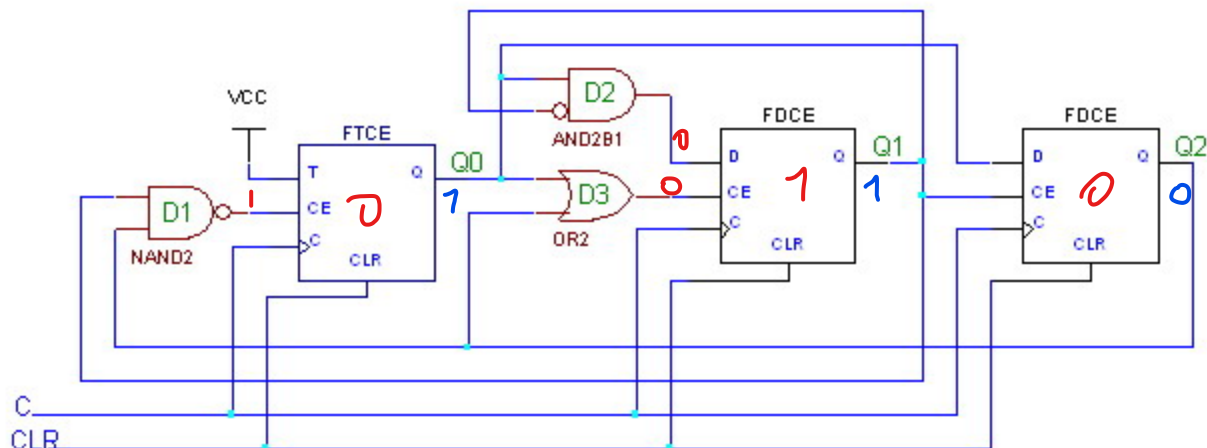 VCC
FTCE
T
Q
CE
C
CLR
Q0
D1
NAND2
1
0
1
D2
AND2B1
D3
OR2
0
0
FDCE
D
Q
CE
C
CLR
Q1
1
1
FDCE
D
Q
CE
C
CLR
Q2
0
0
C
CLR